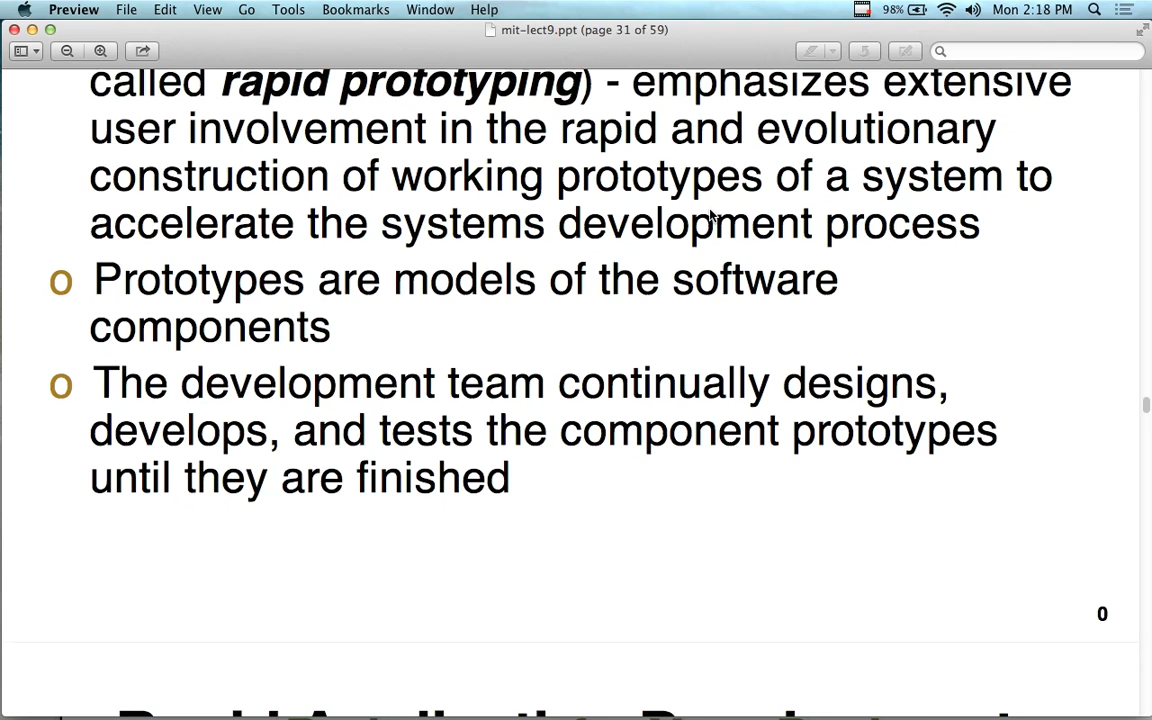 Preview File Edit View Go Tools Bookmarks Window Help 98% Mon 2:18 PM
mit-lect9.ppt (page 31 of 59)
called rapid prototyping) - emphasizes extensive
user involvement in the rapid and evolutionary
construction of working prototypes of a system to
accelerate the systems development process
o Prototypes are models of the software
components
o The development team continually designs,
develops, and tests the component prototypes
until they are finished
0